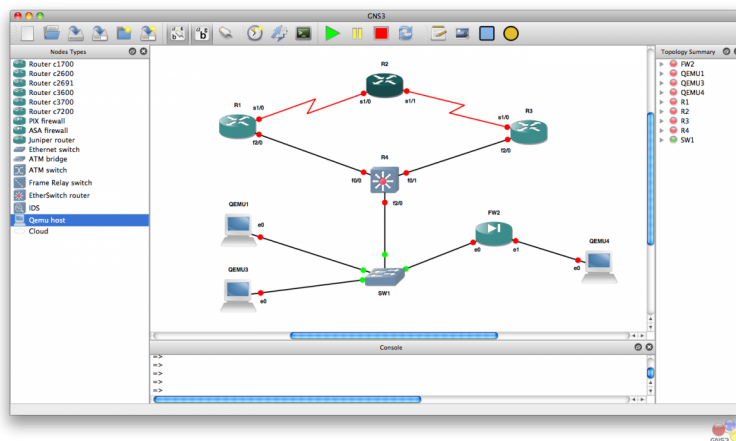 GNS3
Nodes Types
Router c1700
Router c2600
Router c2691
Router c3600
Router c3700
Router c7200
PIX firewall
ASA firewall
Juniper router
Ethernet switch
ATM bridge
ATM switch
Frame Relay switch
EtherSwitch router
IDS
Qemu host
Cloud
R2
s1/0
s1/1
R1
s1/0
f2/0
s1/0
R3
f2/0
R4
f0/0
f0/1
f2/0
QEMU1
e0
FW2
e0
e1
QEMU4
e0
QEMU3
e0
SW1
Topology Summary
FW2
QEMU1
QEMU3
QEMU4
R1
R2
R3
R4
SW1
Console
=>
=>
=>
=>
=>
GNS3